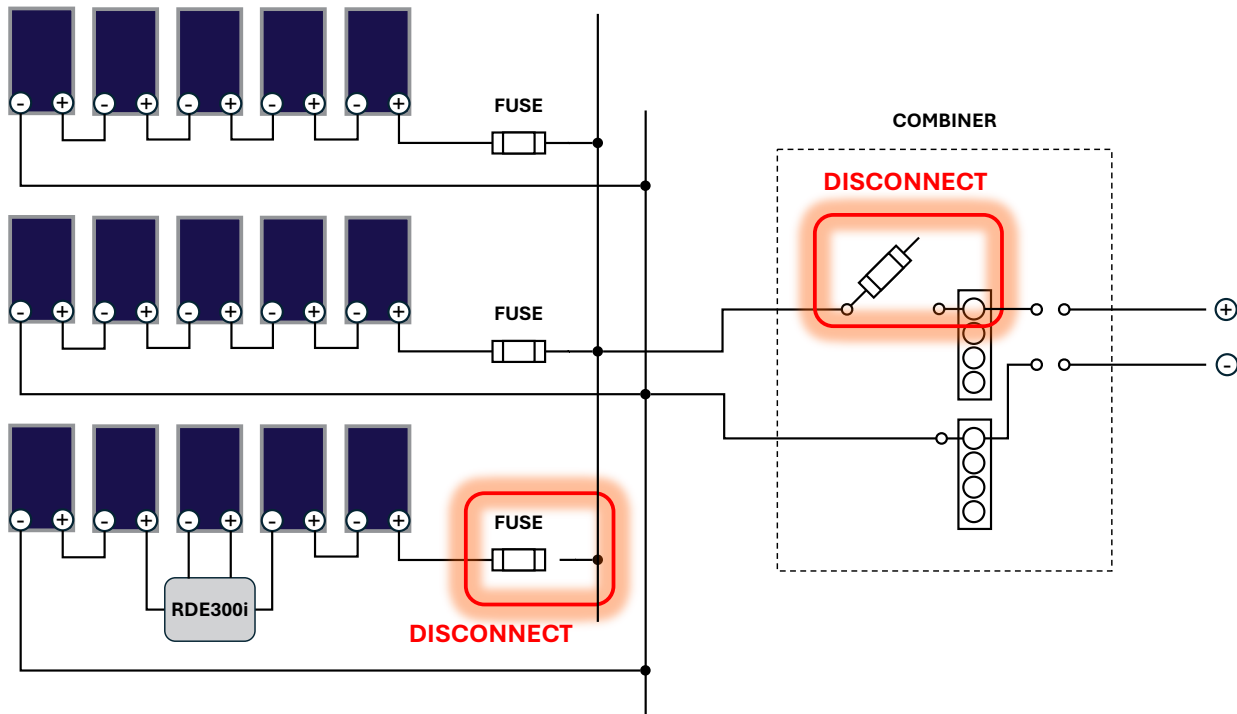 - + - + - + - + - +
FUSE
COMBINER
DISCONNECT
- + - + - + - + - +
FUSE
+
-
- + - + - + - + - +
FUSE
RDE300i
DISCONNECT